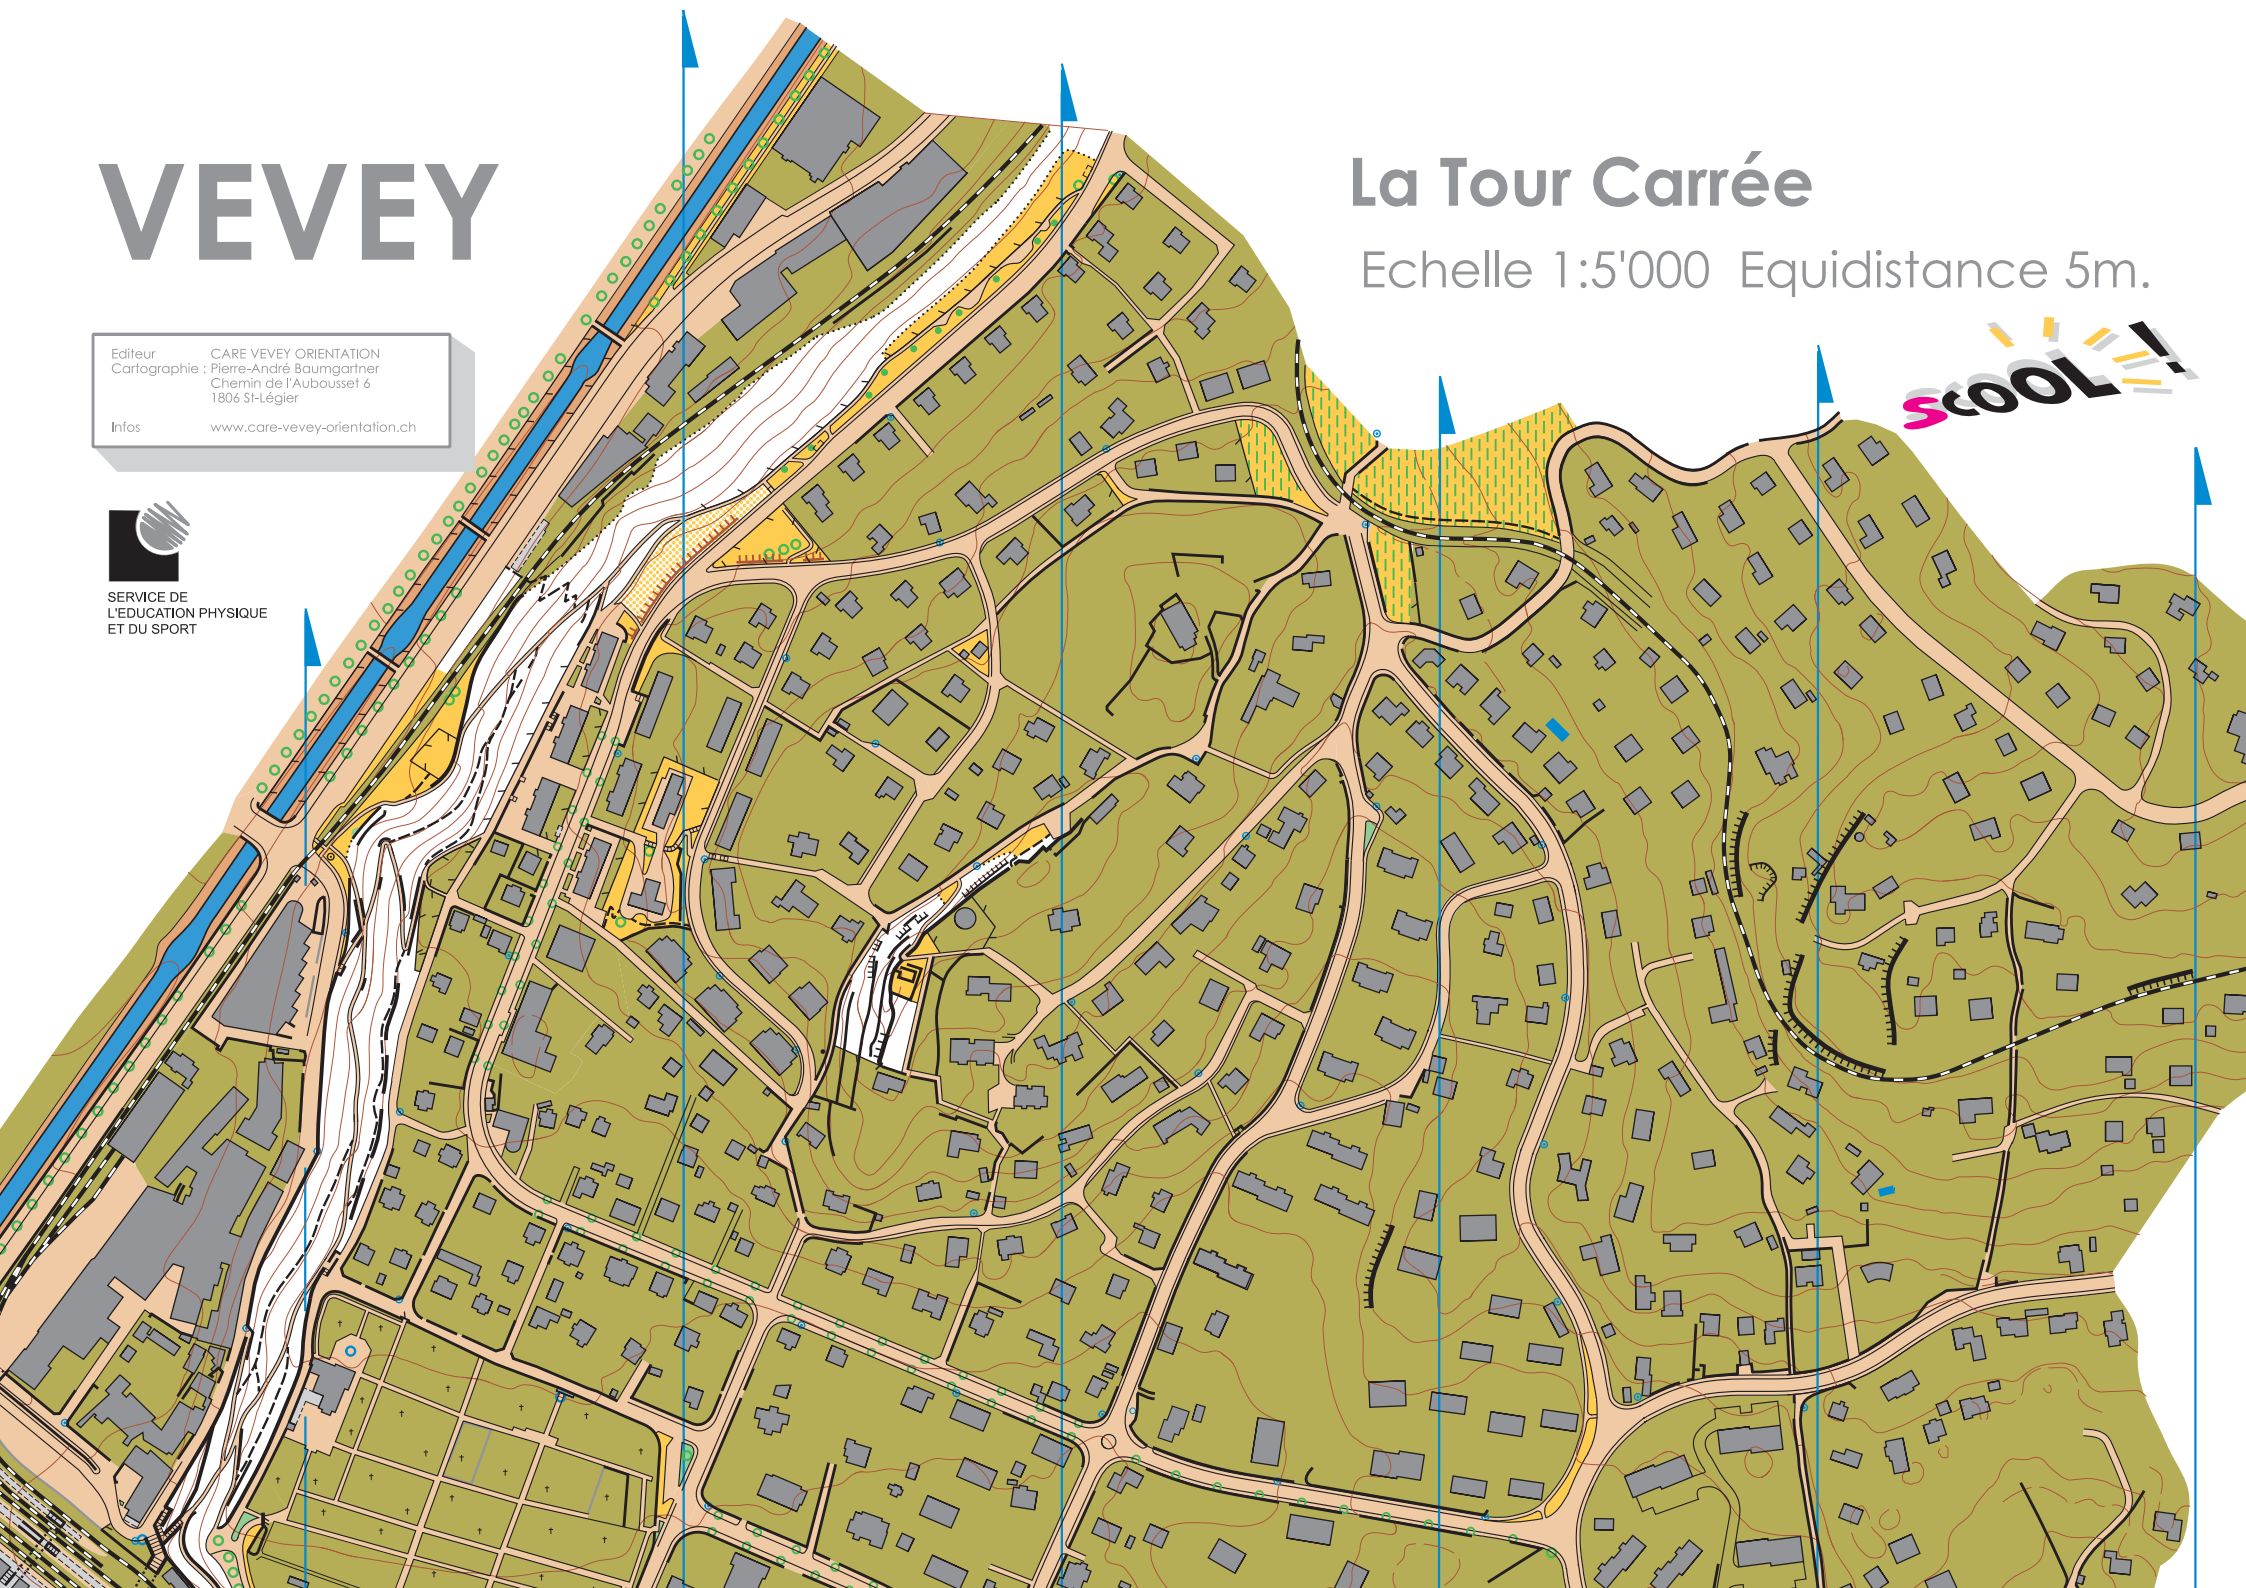 VEVEY
La Tour Carrée
Echelle 1:5'000 Equidistance 5m.
scOOL !
Editeur CARE VEVEY ORIENTATION
Cartographie : Pierre-André Baumgartner
Chemin de l'Aubousset 6
1806 St-Légier
Infos www.care-vevey-orientation.ch
SERVICE DE
L'EDUCATION PHYSIQUE
ET DU SPORT